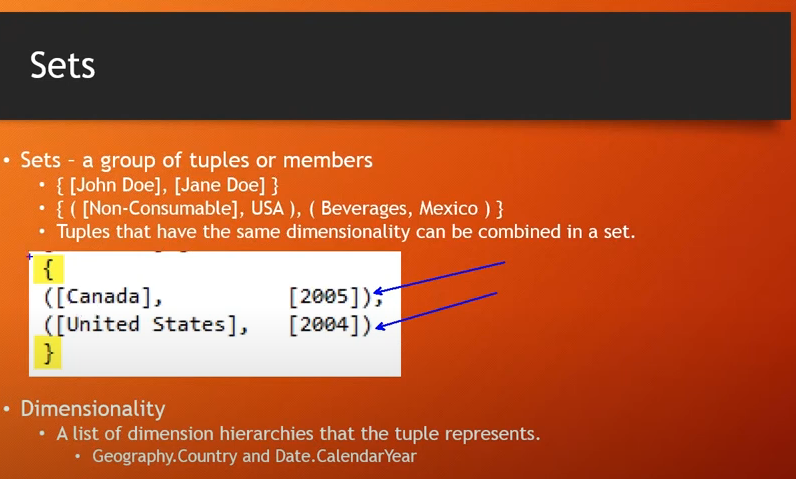 Sets
• Sets – a group of tuples or members
• { [John Doe], [Jane Doe] }
• { ( [Non-Consumable], USA ), ( Beverages, Mexico ) }
• Tuples that have the same dimensionality can be combined in a set.
{
([Canada], [2005]),
([United States], [2004])
}
• Dimensionality
• A list of dimension hierarchies that the tuple represents.
• Geography.Country and Date.CalendarYear